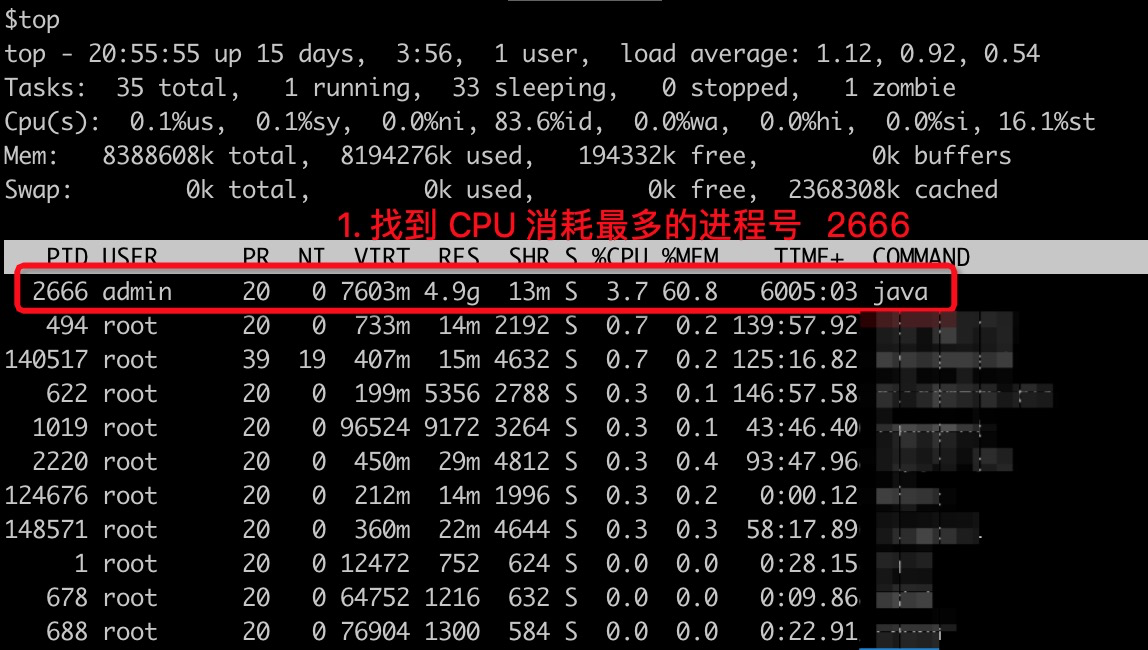 $top
top - 20:55:55 up 15 days,  3:56,  1 user,  load average: 1.12, 0.92, 0.54
Tasks:  35 total,   1 running,  33 sleeping,   0 stopped,   1 zombie
Cpu(s):  0.1%us,  0.1%sy,  0.0%ni, 83.6%id,  0.0%wa,  0.0%hi,  0.0%si, 16.1%st
Mem:   8388608k total,  8194276k used,   194332k free,        0k buffers
Swap:        0k total,        0k used,        0k free,  2368308k cached
1. 找到 CPU 消耗最多的进程号  2666
PID USER      PR  NI  VIRT  RES  SHR S %CPU %MEM    TIME+  COMMAND
2666 admin     20   0 7603m 4.9g  13m S  3.7 60.8   6005:03 java
494 root      20   0  733m  14m 2192 S  0.7  0.2 139:57.92
140517 root      39  19  407m  15m 4632 S  0.7  0.2 125:16.82
622 root      20   0  199m 5356 2788 S  0.3  0.1 146:57.58
1019 root      20   0 96524 9172 3264 S  0.3  0.1  43:46.40
2220 root      20   0  450m  29m 4812 S  0.3  0.4  93:47.96
124676 root      20   0  212m  14m 1996 S  0.3  0.2   0:00.12
148571 root      20   0  360m  22m 4644 S  0.3  0.3  58:17.89
1 root      20   0 12472  752  624 S  0.0  0.0   0:28.15
678 root      20   0 64752 1216  632 S  0.0  0.0   0:09.86
688 root      20   0 76904 1300  584 S  0.0  0.0   0:22.91